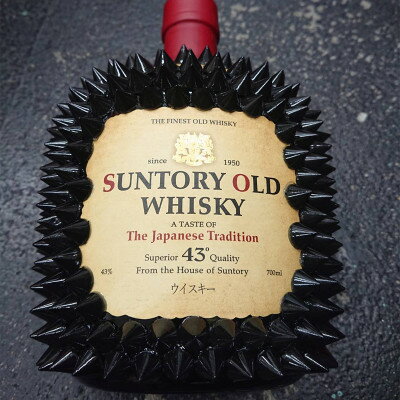 THE FINEST OLD WHISKY
since 1950
SUNTORY OLD
WHISKY
A TASTE OF
The Japanese Tradition
Superior 43° Quality
43% From the House of Suntory 700ml
ウイスキー